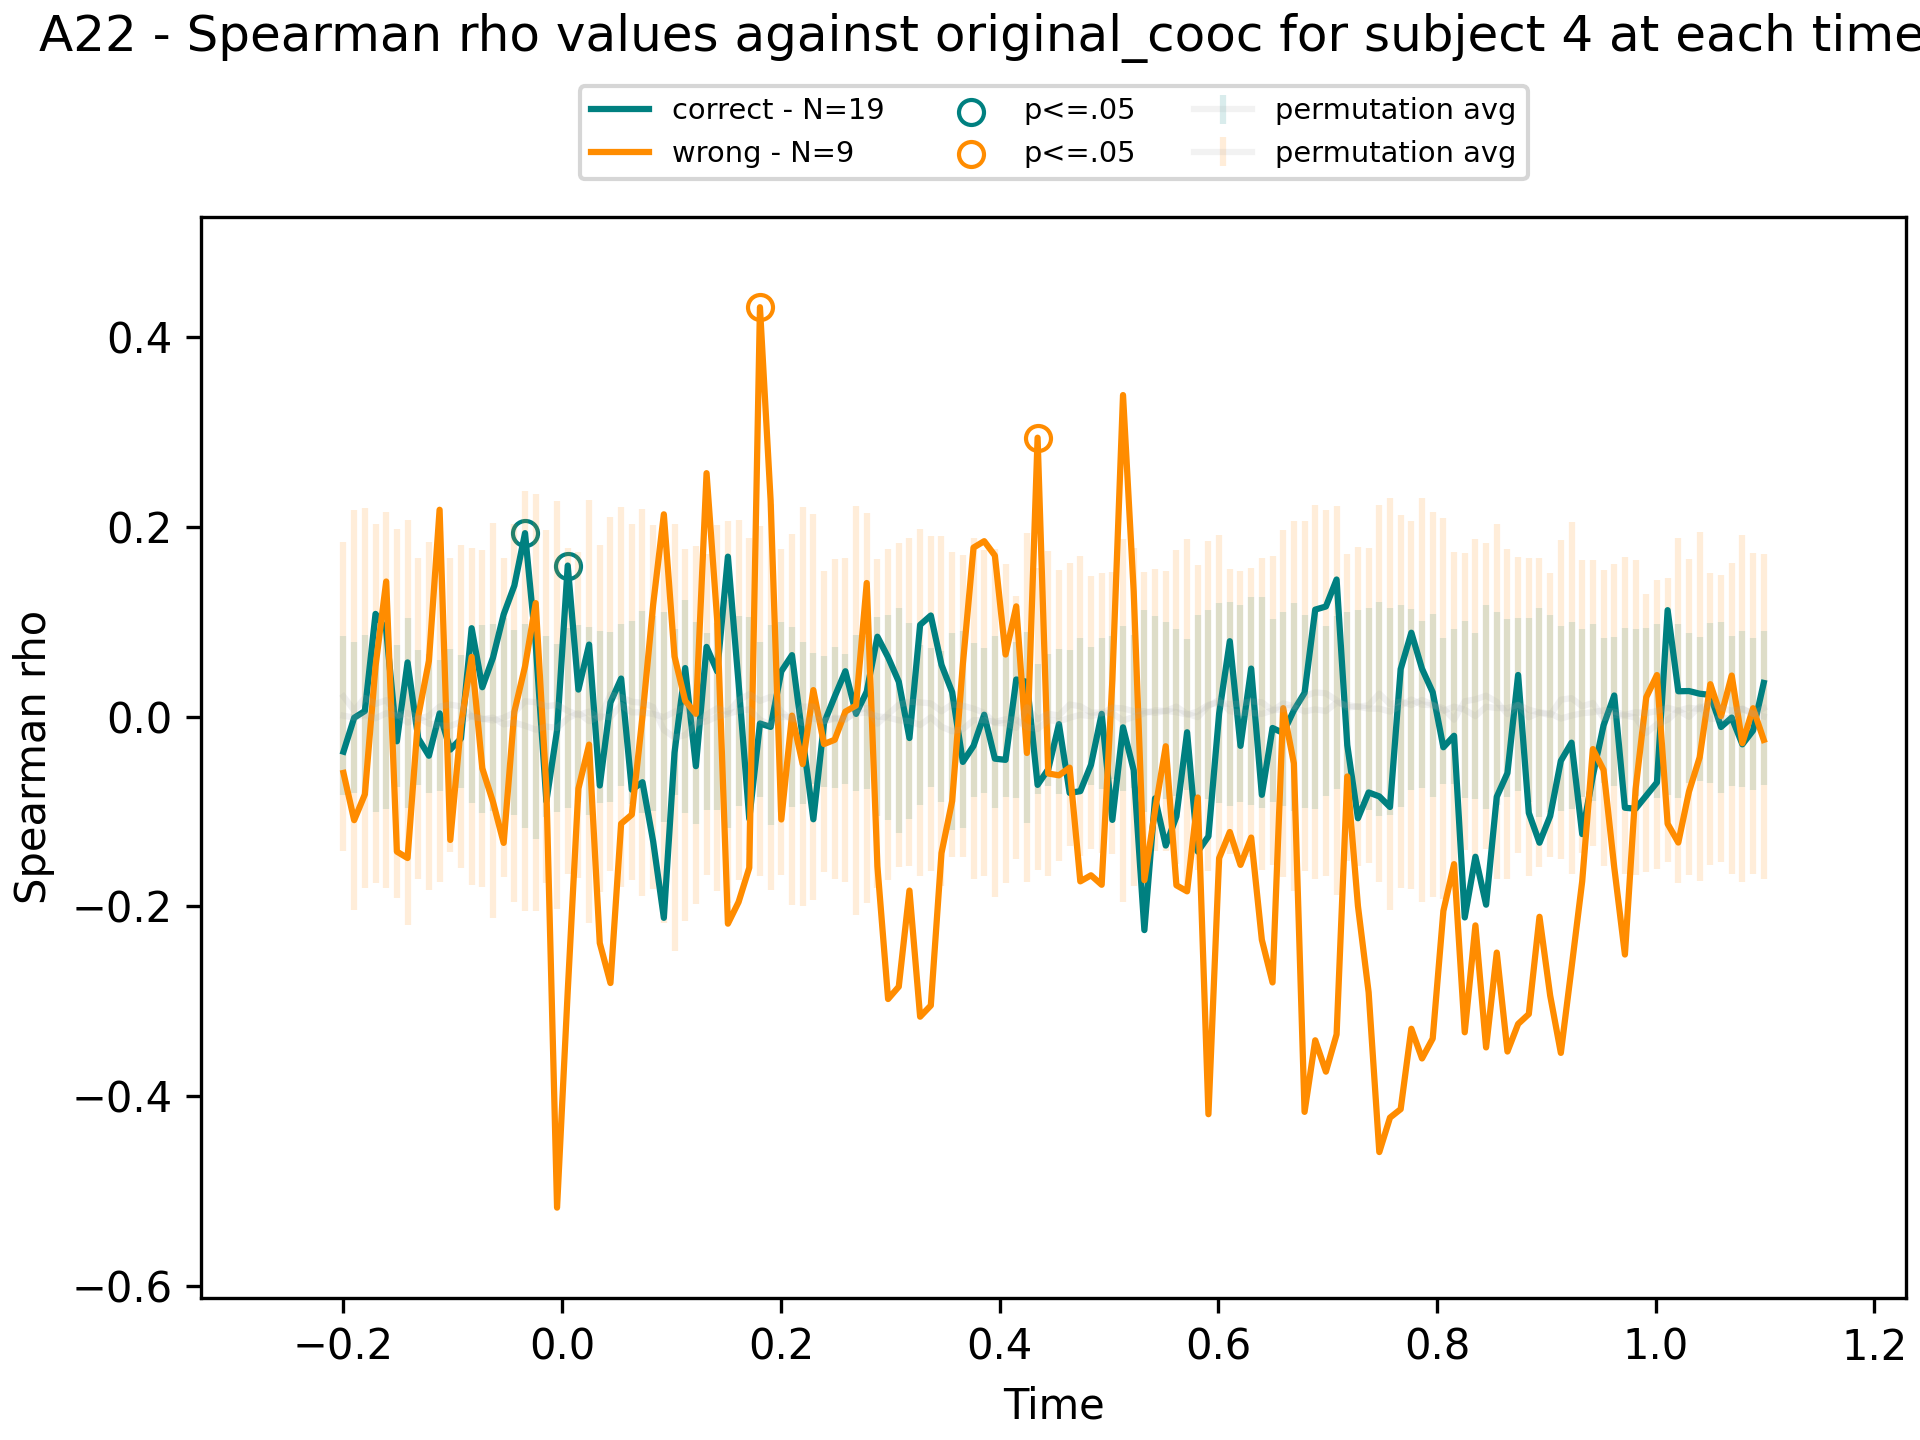 A22 - Spearman rho values against original_cooc for subject 4 at each time
correct - N=19
wrong - N=9
p<=.05
p<=.05
permutation avg
permutation avg
Spearman rho
0.4
0.2
0.0
−0.2
−0.4
−0.6
−0.2 0.0 0.2 0.4 0.6 0.8 1.0 1.2
Time